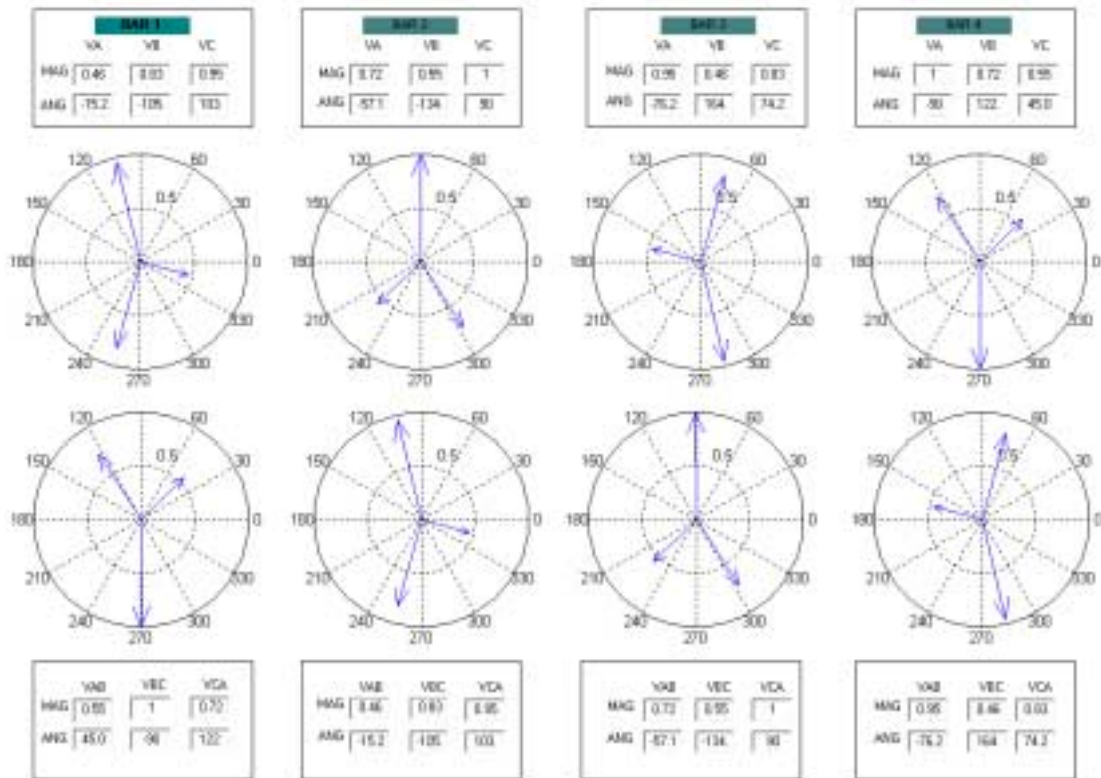 BAR 1 BAR 2 BAR 3 BAR 4
VA VB VC VA VB VC VA VB VC VA VB VC
MAG 0.46 0.83 0.95 MAG 0.72 0.55 1 MAG 0.95 0.46 0.83 MAG 1 0.72 0.55
ANG -105 103 ANG -57.1 -134 90 ANG -76.2 164 74.2 ANG -90 122 45.0
120 60 120 60 120 60 120 60
150 0.5 30 150 0.5 30 150 0.5 30 150 0.5 30
180 0 180 0 180 0 180 0
210 330 210 330 210 330 210 330
240 300 240 300 240 300 240 300
270 270 270 270
120 60 120 60 120 60 120 60
150 0.5 30 150 0.5 30 150 0.5 30 150 0.5 30
180 0 180 0 180 0 180 0
210 330 210 330 210 330 210 330
240 300 240 300 240 300 240 300
270 270 270 270
VAB VBC VCA VAB VBC VCA VAB VBC VCA VAB VBC VCA
MAG 0.55 1 0.72 MAG 0.46 0.83 0.95 MAG 0.72 0.55 1 MAG 0.95 0.46 0.83
ANG 45.0 -90 122 ANG -15.2 -105 103 ANG -57.1 -134 90 ANG -76.2 164 74.2